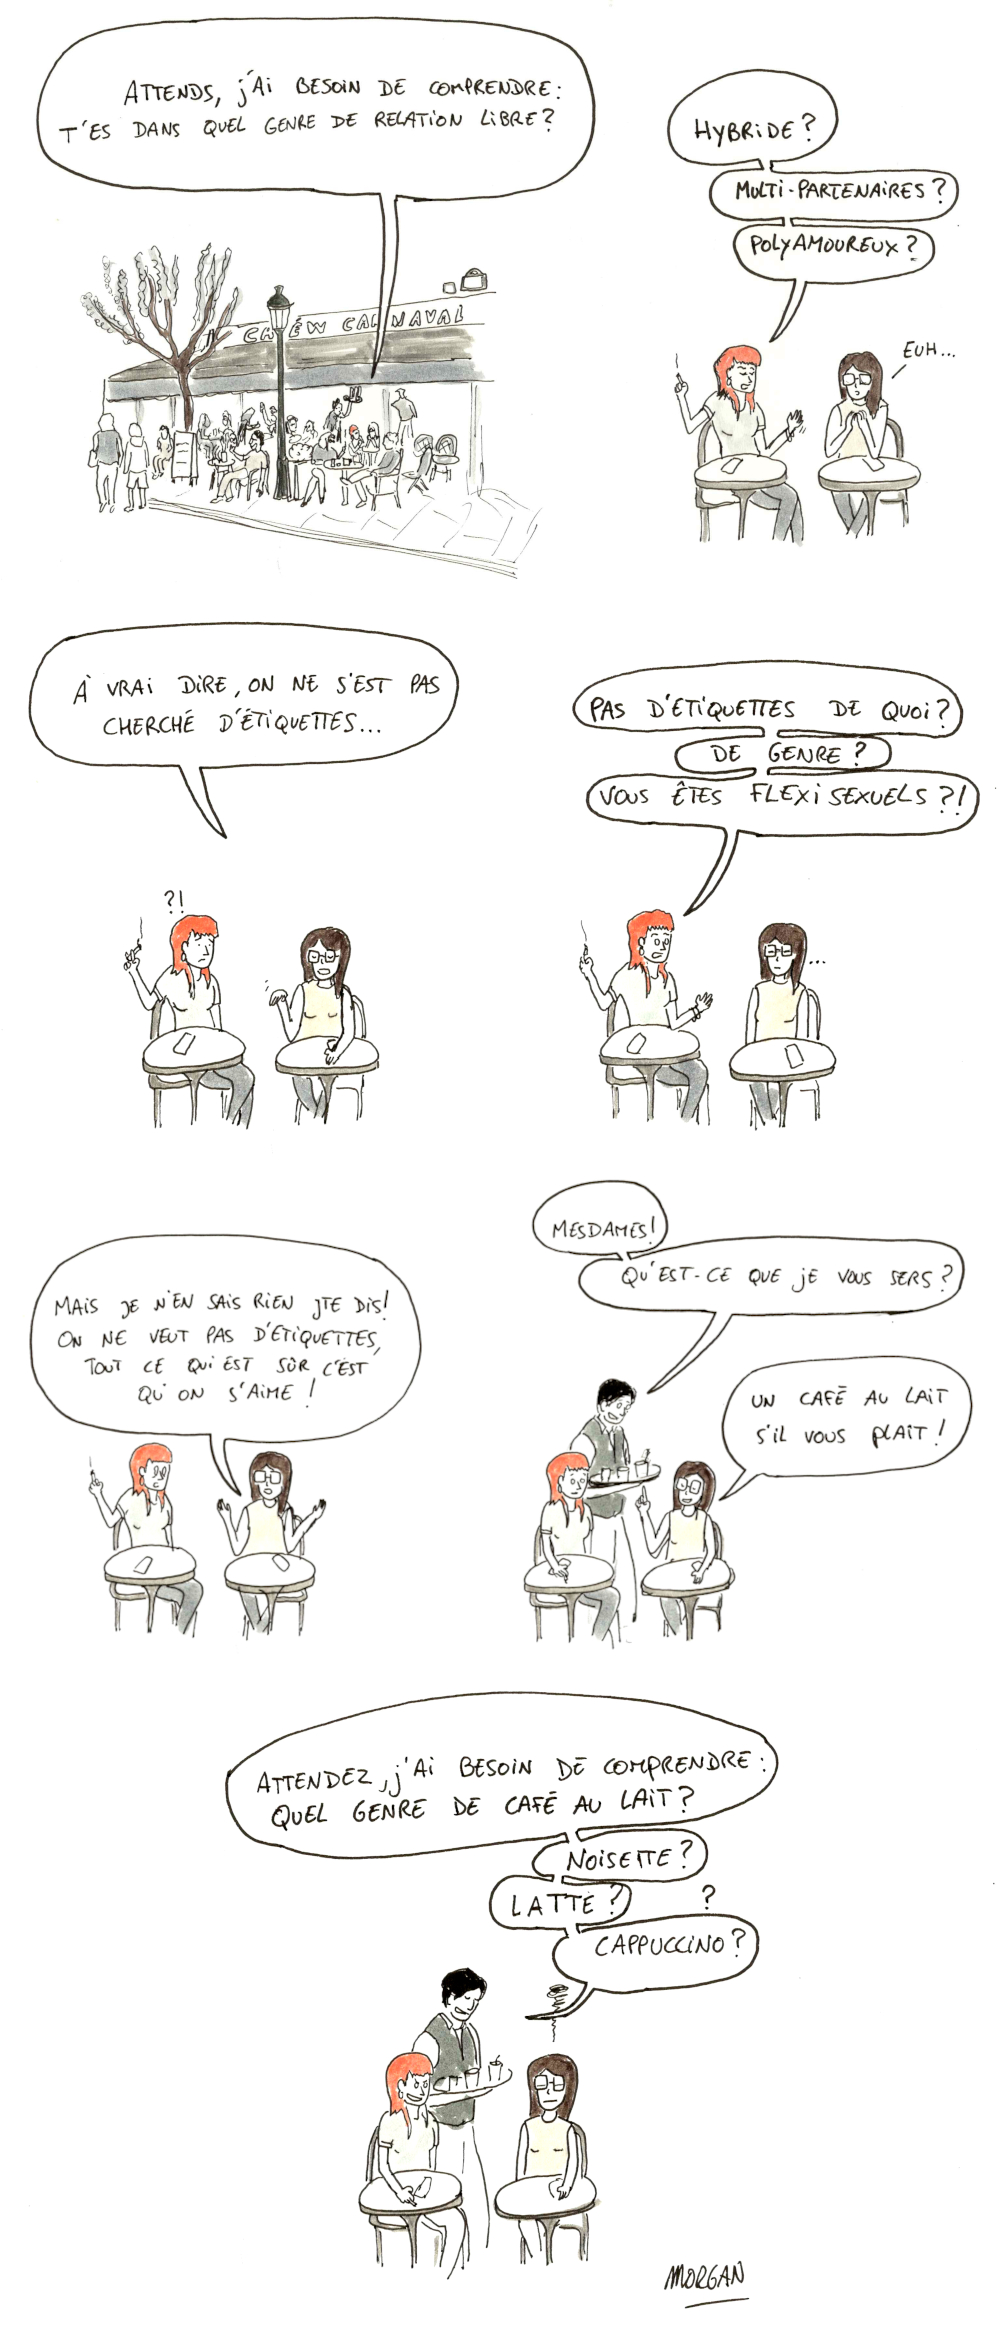 ATTENDS, j'Ai BESOiN DE COMPRENDRE :
T'ES DANS QUEL GENRE DE RELATiON LiBRE ?
HyBRiDE ?
MULTi-PARTENAiRES ?
POLyAMOUREUX ?
EUH...
CARNAVAL
À VRAi DiRE, ON NE S'EST PAS
CHERCHÉ D'ÉTiQUETTES...
?!
PAS D'ÉTiQUETTES DE QUOi ?
DE GENRE ?
VOUS ÊTES FLEXiSEXUELS ?!
...
MAiS JE N'EN SAiS RiEN JTE DiS !
ON NE VEUT PAS D'ÉTiQUETTES,
TOUT CE QUi EST SÛR C'EST
QU'ON S'AiME !
MESDAMES !
QU'EST-CE QUE jE VOUS SERS ?
UN CAFÉ AU LAiT
S'iL VOUS PLAÎT !
ATTENDEZ, j'Ai BESOiN DE COMPRENDRE :
QUEL GENRE DE CAFÉ AU LAiT ?
NOiSETTE ?
LATTÉ ?
?
CAPPUCCiNO ?
MORGAN